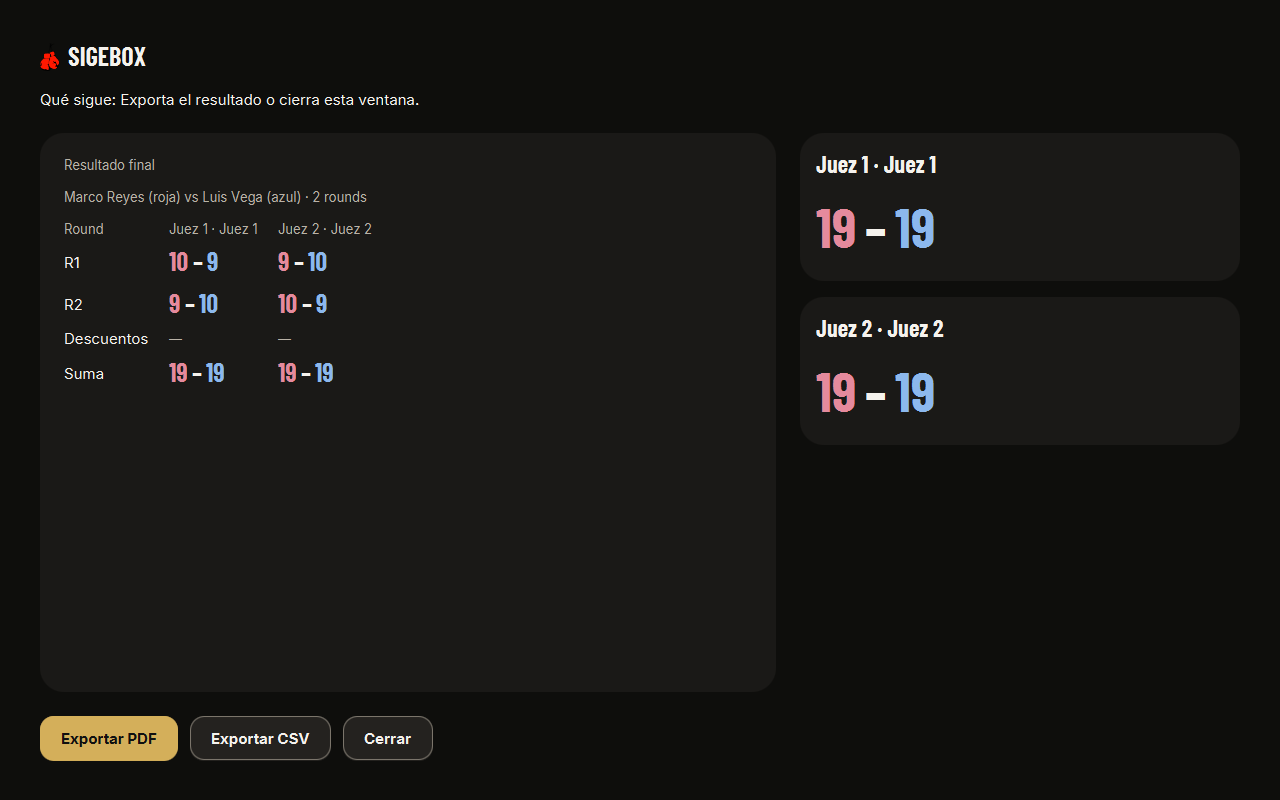 SIGEBOX
Qué sigue: Exporta el resultado o cierra esta ventana.
Resultado final
Marco Reyes (roja) vs Luis Vega (azul) · 2 rounds
Round Juez 1 · Juez 1 Juez 2 · Juez 2
R1 10 – 9 9 – 10
R2 9 – 10 10 – 9
Descuentos — —
Suma 19 – 19 19 – 19
Juez 1 · Juez 1
19 – 19
Juez 2 · Juez 2
19 – 19
Exportar PDF Exportar CSV Cerrar